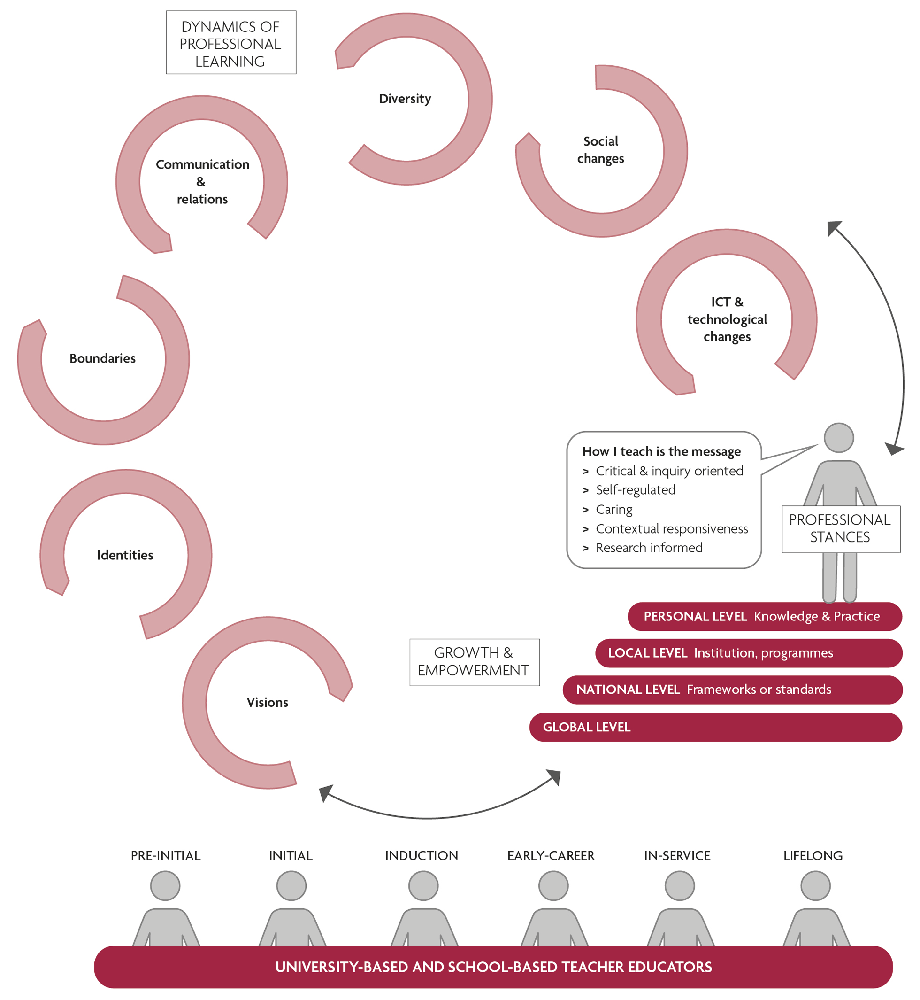 DYNAMICS OF
PROFESSIONAL
LEARNING
Diversity
Social
changes
Communication
&
relations
ICT &
technological
changes
Boundaries
How I teach is the message
> Critical & inquiry oriented
> Self-regulated
> Caring
> Contextual responsiveness
> Research informed
PROFESSIONAL
STANCES
Identities
PERSONAL LEVEL Knowledge & Practice
LOCAL LEVEL Institution, programmes
NATIONAL LEVEL Frameworks or standards
GLOBAL LEVEL
GROWTH &
EMPOWERMENT
Visions
PRE-INITIAL
INITIAL
INDUCTION
EARLY-CAREER
IN-SERVICE
LIFELONG
UNIVERSITY-BASED AND SCHOOL-BASED TEACHER EDUCATORS